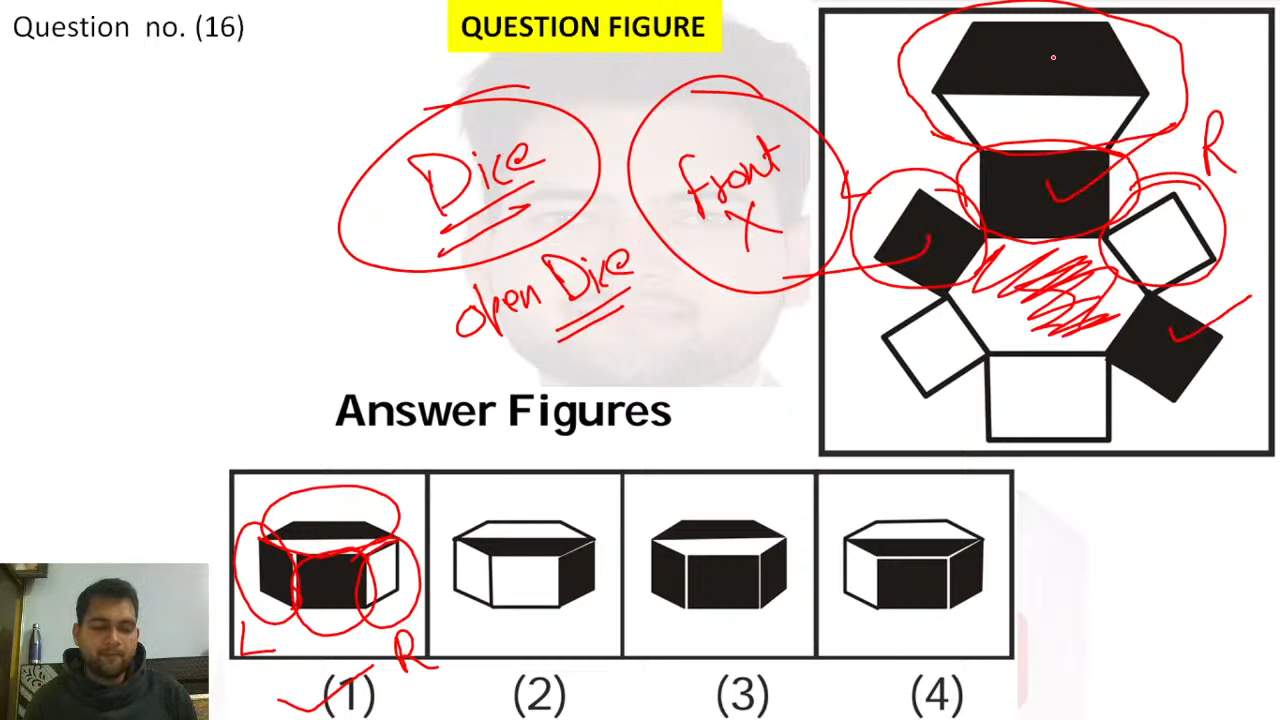 Question no. (16)
QUESTION FIGURE
R
Dice
front
X
open Dice
Answer Figures
L
R
(1)
(2)
(3)
(4)